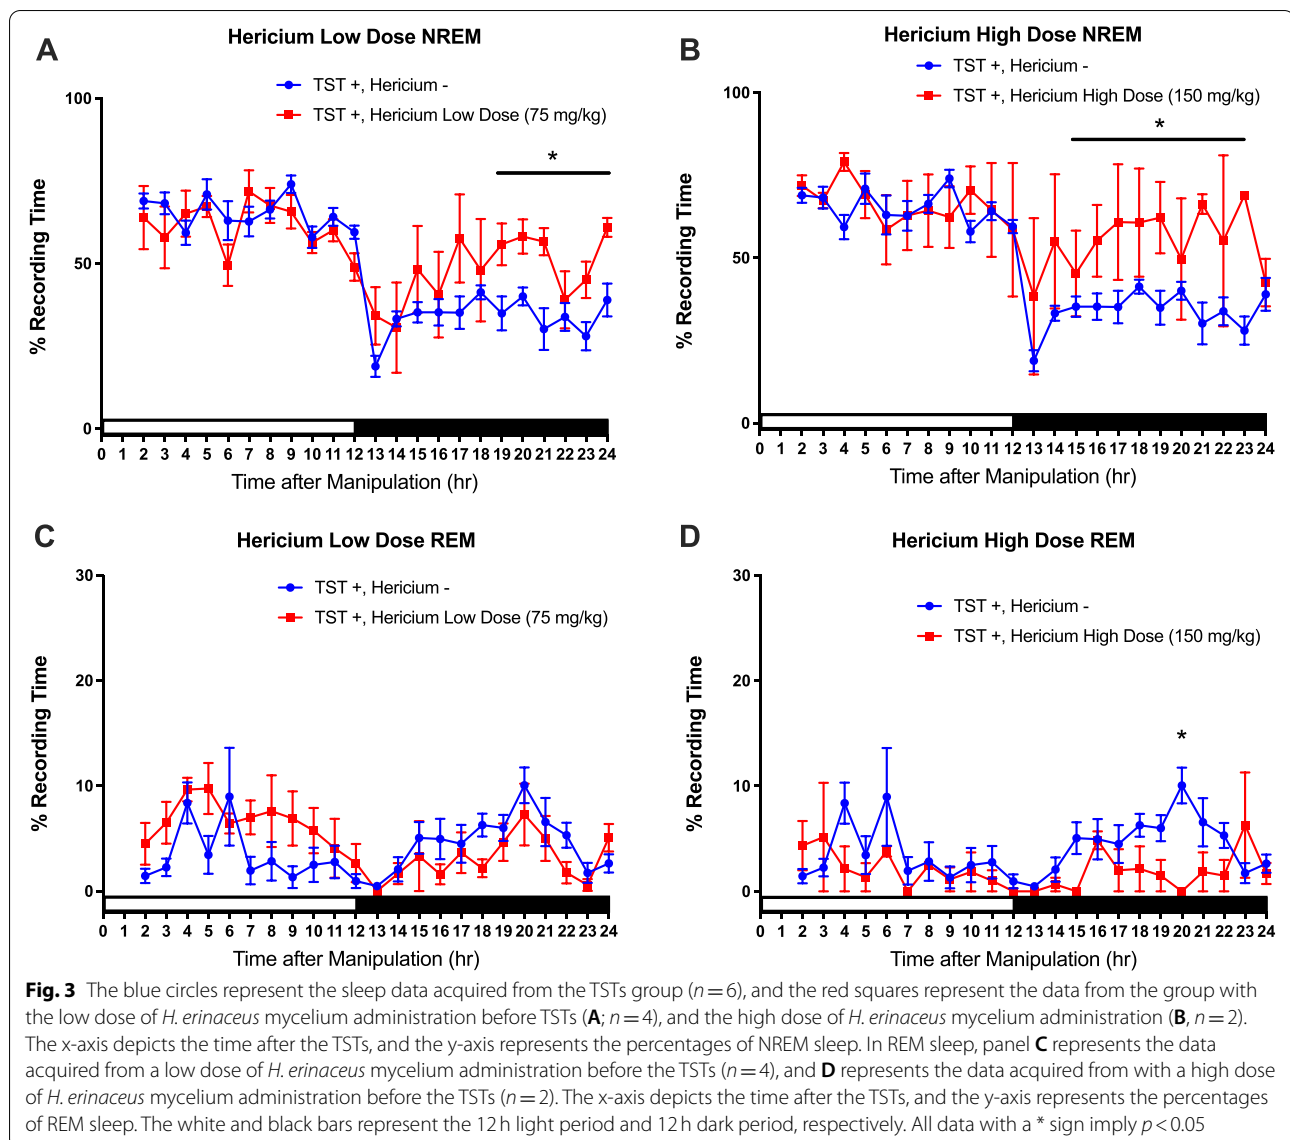 A
Hericium Low Dose NREM
TST +, Hericium -
TST +, Hericium Low Dose (75 mg/kg)
*
100
50
0
% Recording Time
0 1 2 3 4 5 6 7 8 9 10 11 12 13 14 15 16 17 18 19 20 21 22 23 24
Time after Manipulation (hr)
B
Hericium High Dose NREM
TST +, Hericium -
TST +, Hericium High Dose (150 mg/kg)
*
100
50
0
% Recording Time
0 1 2 3 4 5 6 7 8 9 10 11 12 13 14 15 16 17 18 19 20 21 22 23 24
Time after Manipulation (hr)
C
Hericium Low Dose REM
TST +, Hericium -
TST +, Hericium Low Dose (75 mg/kg)
30
20
10
0
% Recording Time
0 1 2 3 4 5 6 7 8 9 10 11 12 13 14 15 16 17 18 19 20 21 22 23 24
Time after Manipulation (hr)
D
Hericium High Dose REM
TST +, Hericium -
TST +, Hericium High Dose (150 mg/kg)
*
30
20
10
0
% Recording Time
0 1 2 3 4 5 6 7 8 9 10 11 12 13 14 15 16 17 18 19 20 21 22 23 24
Time after Manipulation (hr)
Fig. 3 The blue circles represent the sleep data acquired from the TSTs group (n = 6), and the red squares represent the data from the group with
the low dose of H. erinaceus mycelium administration before TSTs (A; n = 4), and the high dose of H. erinaceus mycelium administration (B, n = 2).
The x-axis depicts the time after the TSTs, and the y-axis represents the percentages of NREM sleep. In REM sleep, panel C represents the data
acquired from a low dose of H. erinaceus mycelium administration before the TSTs (n = 4), and D represents the data acquired from with a high dose
of H. erinaceus mycelium administration before the TSTs (n = 2). The x-axis depicts the time after the TSTs, and the y-axis represents the percentages
of REM sleep. The white and black bars represent the 12 h light period and 12 h dark period, respectively. All data with a * sign imply p < 0.05